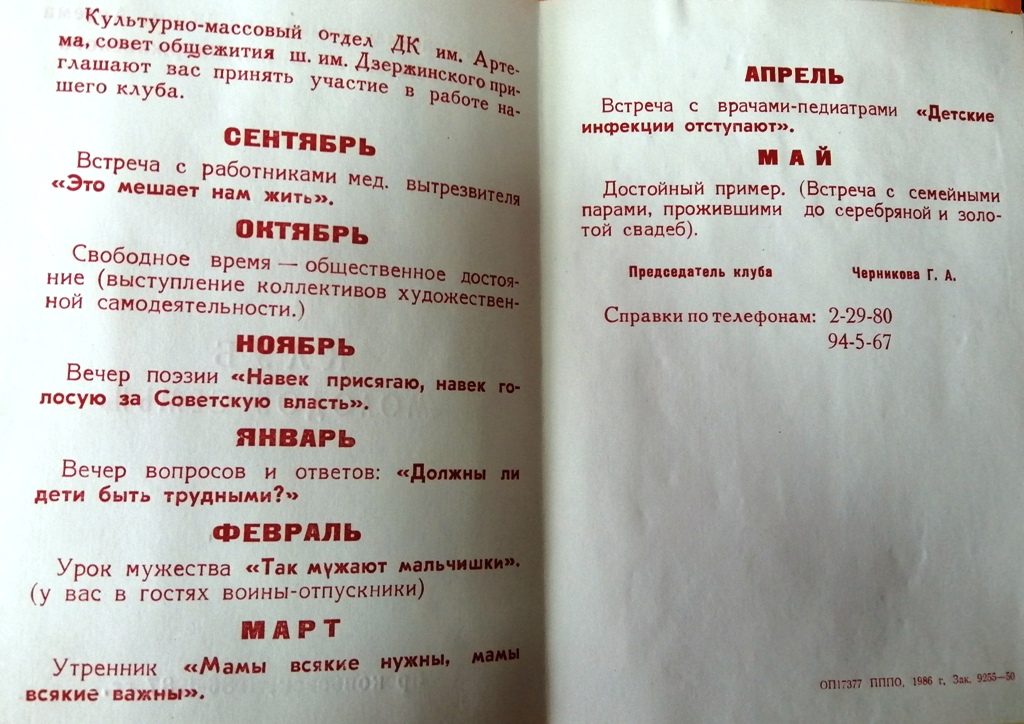 Культурно-массовый отдел ДК им. Арте-
ма, совет общежития ш. им. Дзержинского при-
глашают вас принять участие в работе на-
шего клуба.
СЕНТЯБРЬ
Встреча с работниками мед. вытрезвителя
«Это мешает нам жить».
ОКТЯБРЬ
Свободное время — общественное достоя-
ние (выступление коллективов художествен-
ной самодеятельности.)
НОЯБРЬ
Вечер поэзии «Навек присягаю, навек го-
лосую за Советскую власть».
ЯНВАРЬ
Вечер вопросов и ответов: «Должны ли
дети быть трудными?»
ФЕВРАЛЬ
Урок мужества «Так мужают мальчишки».
(у вас в гостях воины-отпускники)
МАРТ
Утренник «Мамы всякие нужны, мамы
всякие важны».
АПРЕЛЬ
Встреча с врачами-педиатрами «Детские
инфекции отступают».
МАЙ
Достойный пример. (Встреча с семейными
парами, прожившими до серебряной и золо-
той свадеб).
Председатель клуба Черникова Г. А.
Справки по телефонам: 2-29-80
94-5-67
ОП17377 ПППО, 1986 г. Зак. 9255—50